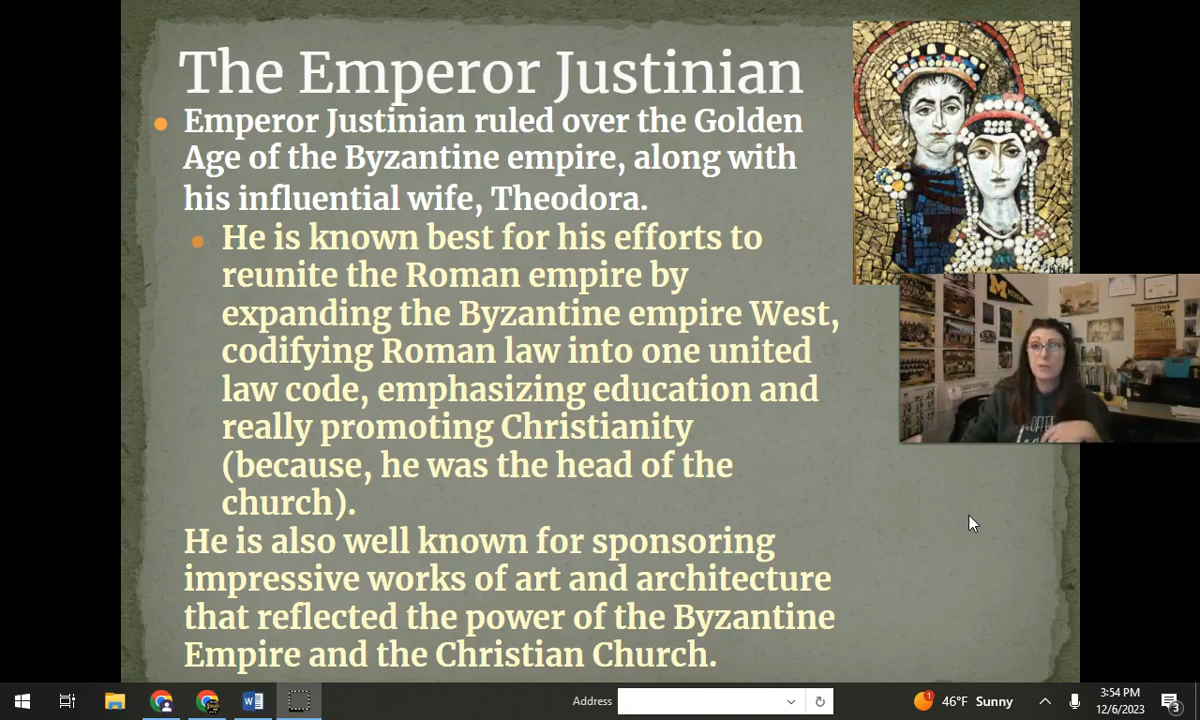 The Emperor Justinian
Emperor Justinian ruled over the Golden
Age of the Byzantine empire, along with
his influential wife, Theodora.
He is known best for his efforts to
reunite the Roman empire by
expanding the Byzantine empire West,
codifying Roman law into one united
law code, emphasizing education and
really promoting Christianity
(because, he was the head of the
church).
He is also well known for sponsoring
impressive works of art and architecture
that reflected the power of the Byzantine
Empire and the Christian Church.
M
Address
1
46°F Sunny
3:54 PM
12/6/2023
3